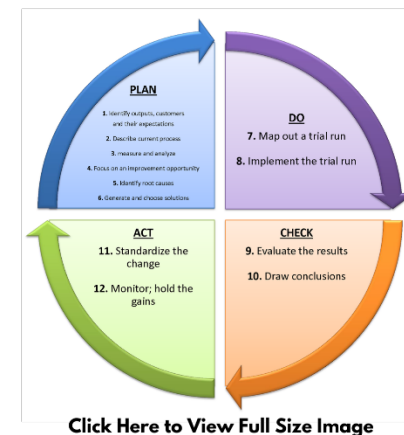 PLAN
1. Identify outputs, customers
and their expectations
2. Describe current process
3. measure and analyze
4. Focus on an improvement opportunity
5. Identify root causes
6. Generate and choose solutions
DO
7. Map out a trial run
8. Implement the trial run
CHECK
9. Evaluate the results
10. Draw conclusions
ACT
11. Standardize the
change
12. Monitor; hold the
gains
Click Here to View Full Size Image